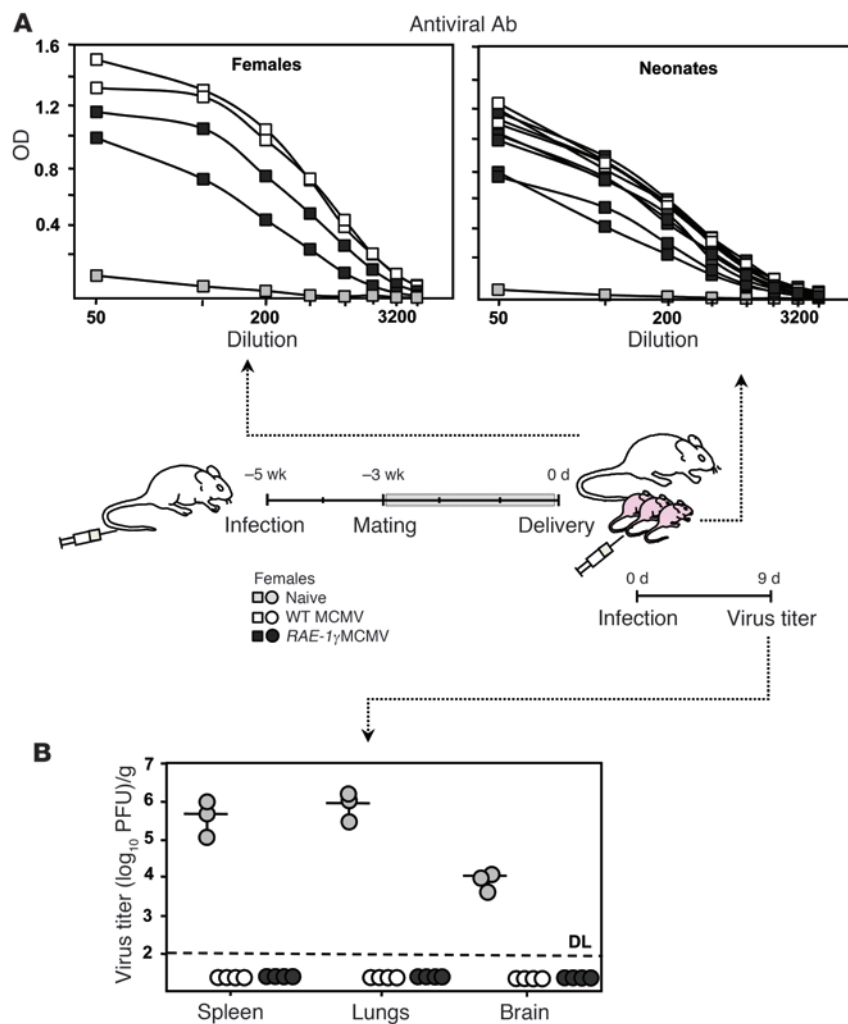 A
Antiviral Ab
Females
OD
1.6
1.2
0.8
0.4
50
200
3200
Dilution
Neonates
50
200
3200
Dilution
–5 wk
–3 wk
0 d
Infection
Mating
Delivery
Females
Naive
WT MCMV
RAE-1γMCMV
0 d
9 d
Infection
Virus titer
B
Virus titer (log10 PFU)/g
7
6
5
4
3
2
DL
Spleen
Lungs
Brain